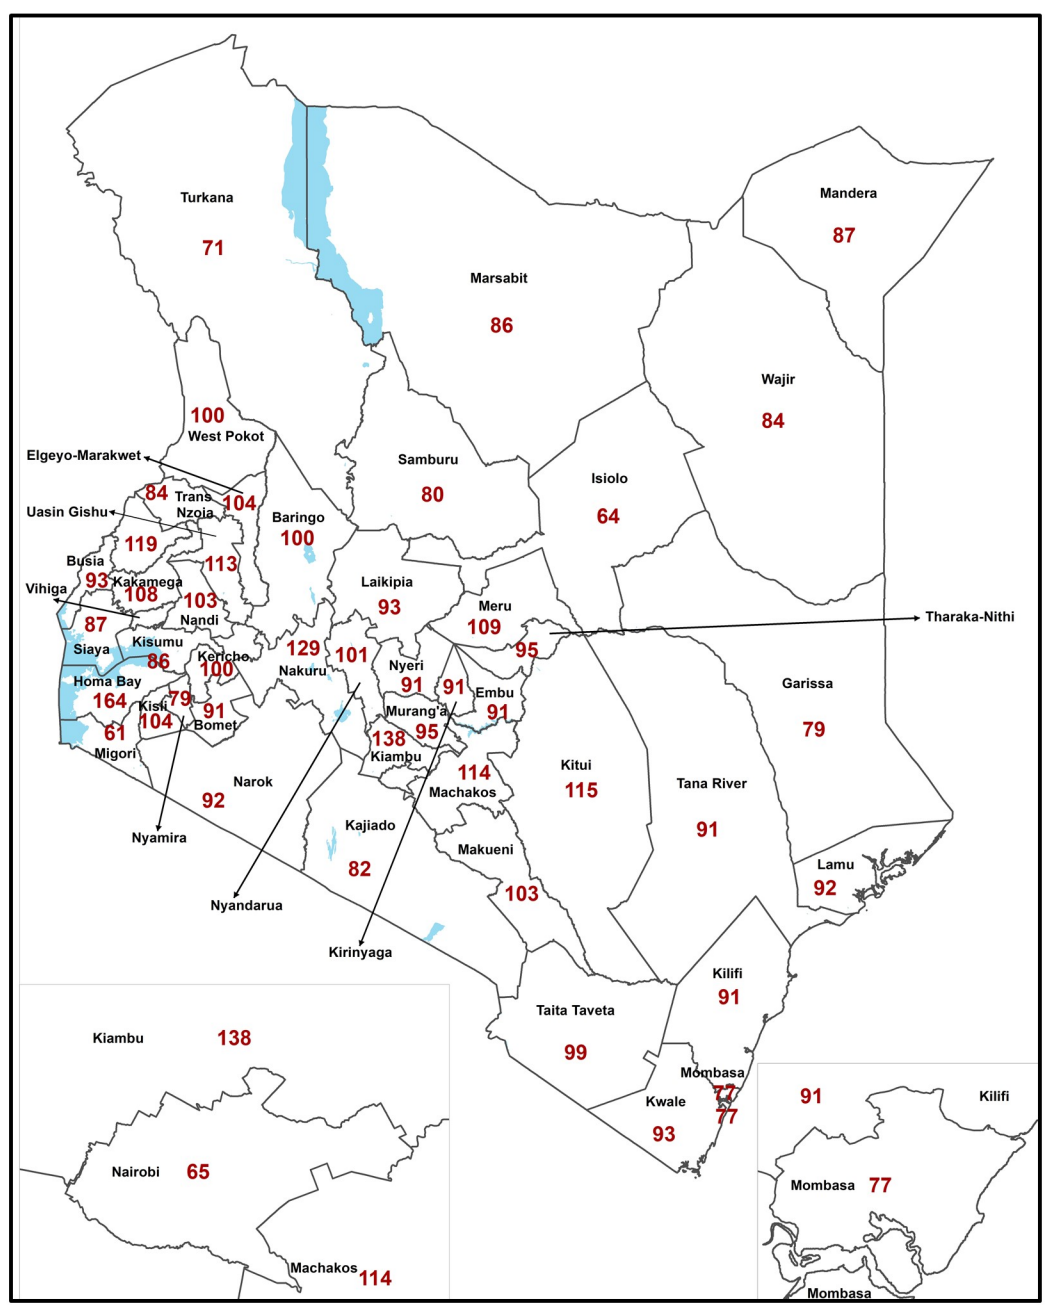 Turkana
71
Mandera
87
Marsabit
86
Wajir
84
100
West Pokot
Elgeyo-Marakwet
Samburu
80
Isiolo
64
84
Trans
Nzoia
104
Uasin Gishu
Baringo
100
119
113
Busia
93
Kakamega
108
Vihiga
103
Nandi
Laikipia
93
Meru
109
Tharaka-Nithi
95
87
Siaya
Kisumu
86
Kericho
100
129
Nakuru
101
Nyeri
91
91
Embu
91
Garissa
79
Homa Bay
164
Kisii
104
79
91
Bomet
61
Migori
Murang'a
95
138
Kiambu
114
Machakos
Kitui
115
Tana River
91
Narok
92
Nyamira
Kajiado
82
Makueni
103
Lamu
92
Nyandarua
Kirinyaga
Kilifi
91
Taita Taveta
99
Mombasa
77
77
Kwale
93
Kiambu
138
Nairobi
65
Machakos
114
91
Kilifi
Mombasa
77
Mombasa